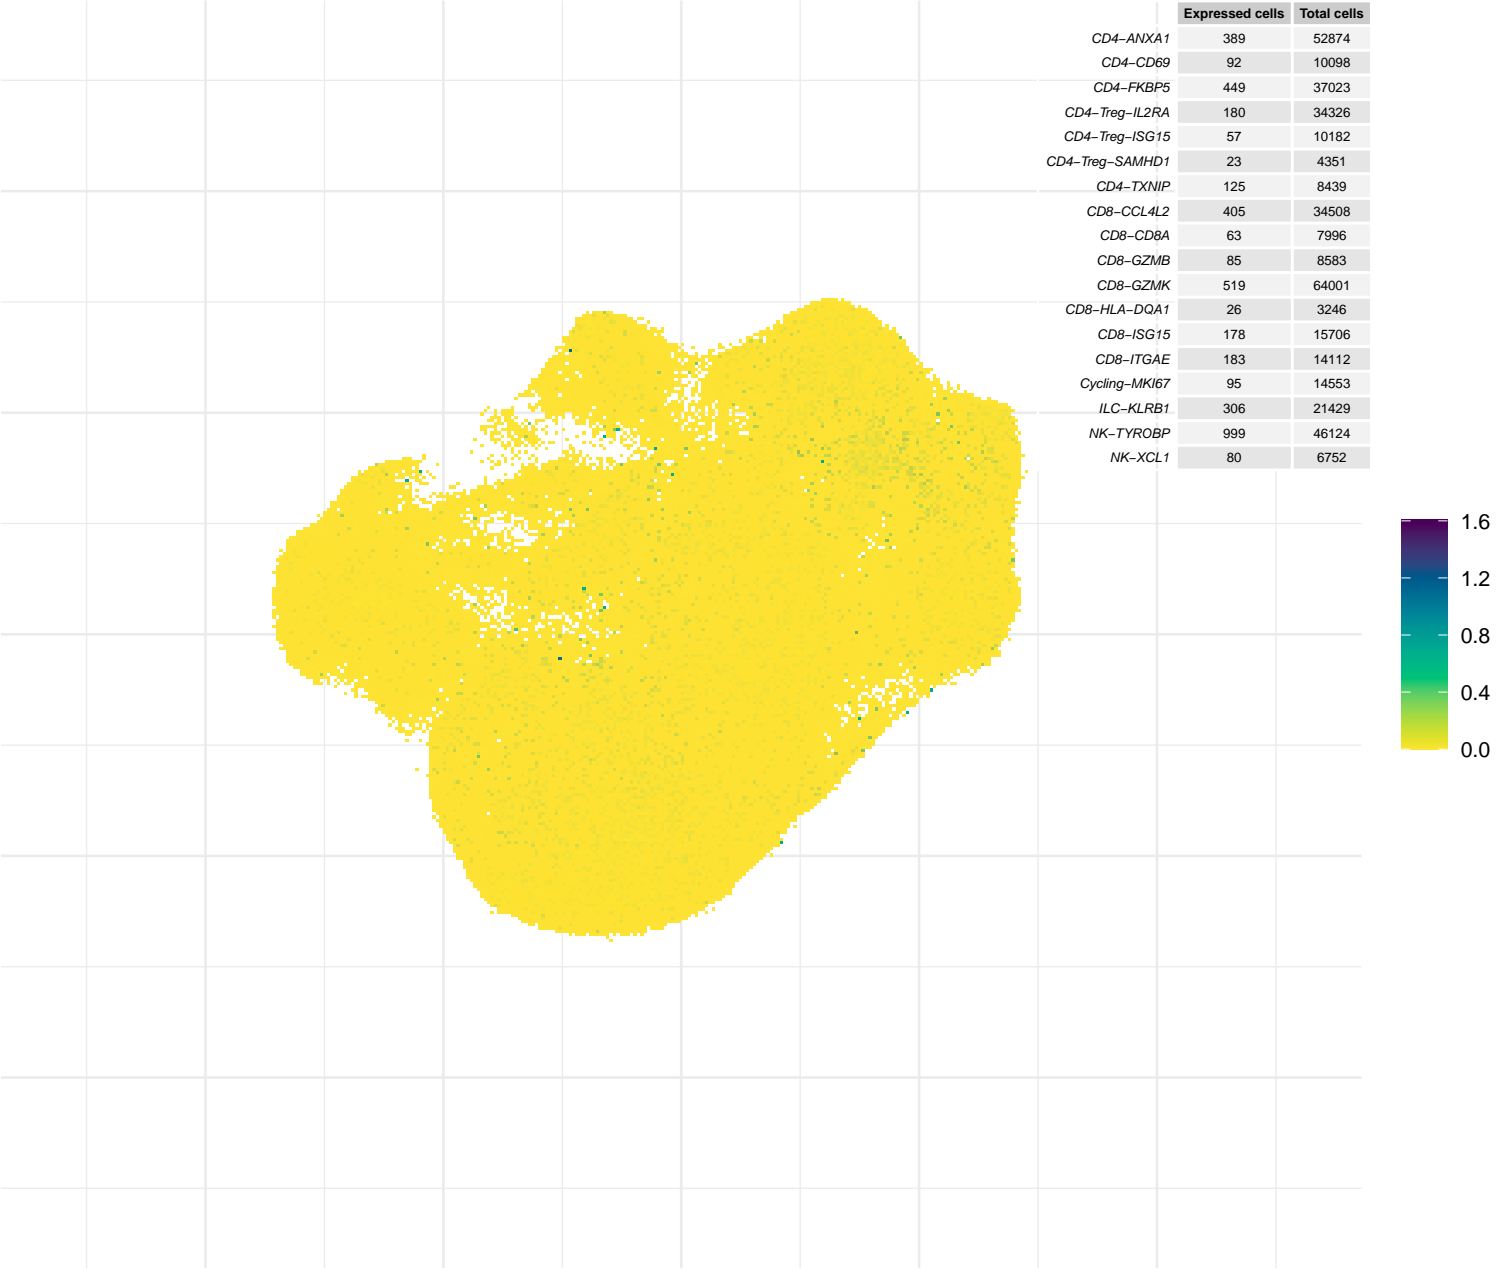 Expressed cells Total cells
CD4−ANXA1 389 52874
CD4−CD69 92 10098
CD4−FKBP5 449 37023
CD4−Treg−IL2RA 180 34326
CD4−Treg−ISG15 57 10182
CD4−Treg−SAMHD1 23 4351
CD4−TXNIP 125 8439
CD8−CCL4L2 405 34508
CD8−CD8A 63 7996
CD8−GZMB 85 8583
CD8−GZMK 519 64001
CD8−HLA−DQA1 26 3246
CD8−ISG15 178 15706
CD8−ITGAE 183 14112
Cycling−MKI67 95 14553
ILC−KLRB1 306 21429
NK−TYROBP 999 46124
NK−XCL1 80 6752
1.6
1.2
0.8
0.4
0.0